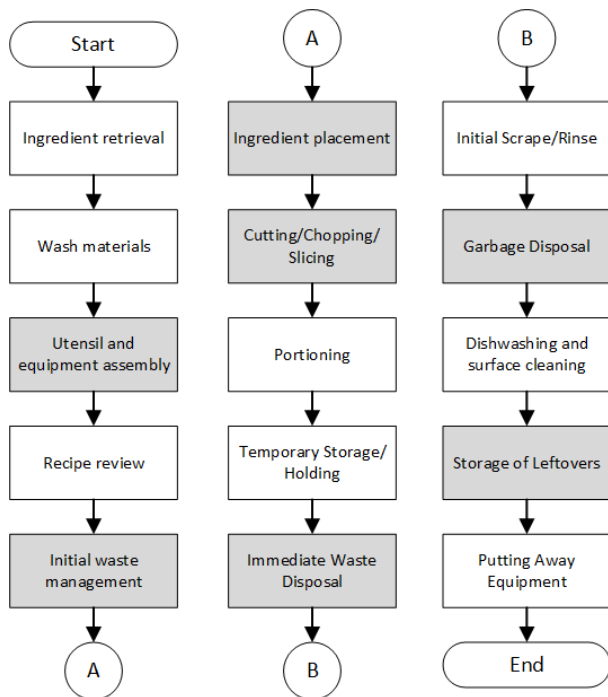 Start
Ingredient retrieval
Wash materials
Utensil and
equipment assembly
Recipe review
Initial waste
management
A
A
Ingredient placement
Cutting/Chopping/
Slicing
Portioning
Temporary Storage/
Holding
Immediate Waste
Disposal
B
B
Initial Scrape/Rinse
Garbage Disposal
Dishwashing and
surface cleaning
Storage of Leftovers
Putting Away
Equipment
End